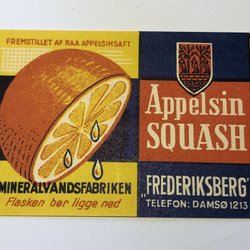 FREMSTILLET AF RAA APPELSINSAFT
Appelsin
SQUASH
MINERALVANDSFABRIKEN
Flasken bør ligge ned
„FREDERIKSBERG”
TELEFON: DAMSØ 1213